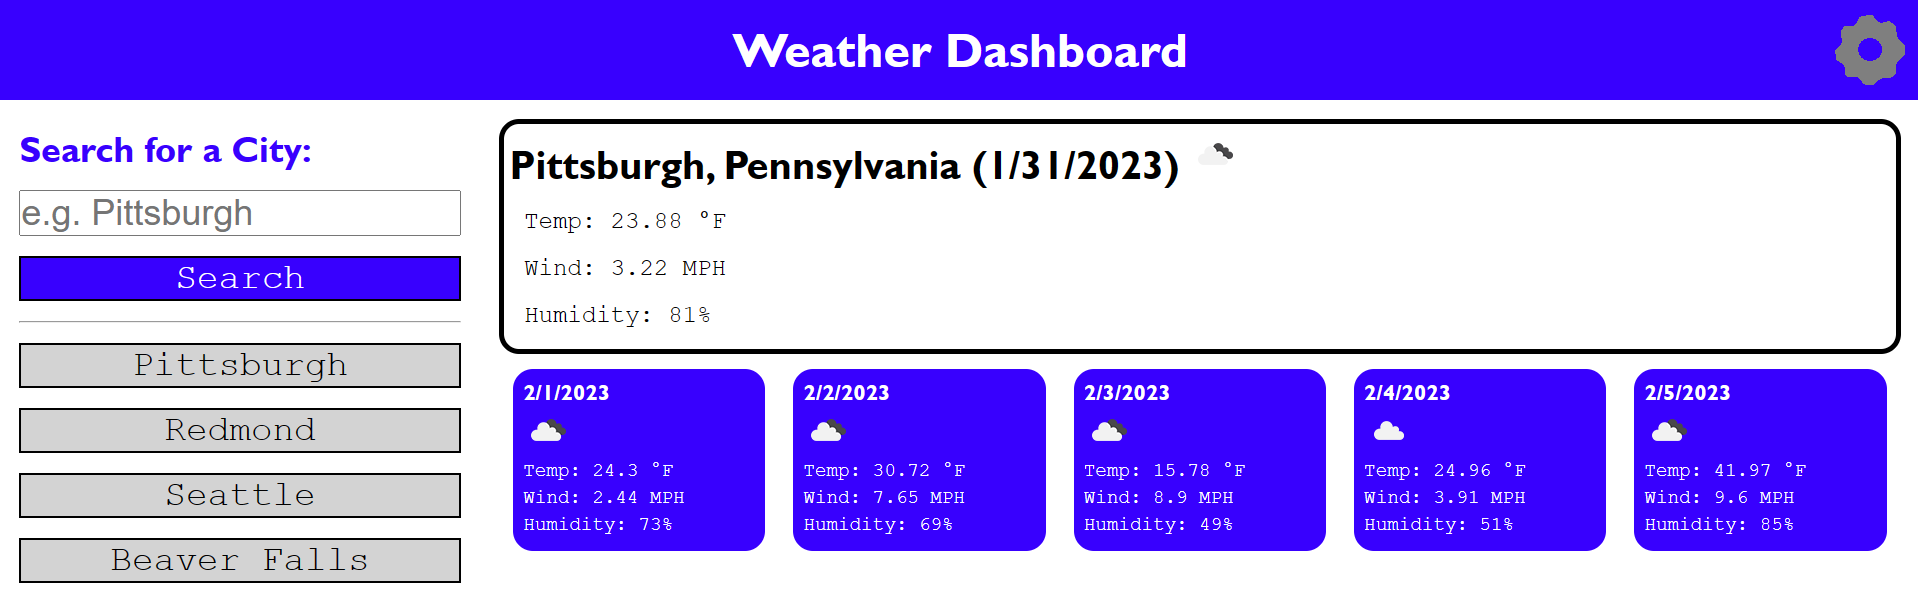 Weather Dashboard
Search for a City:
e.g. Pittsburgh
Search
Pittsburgh
Redmond
Seattle
Beaver Falls
Pittsburgh, Pennsylvania (1/31/2023)
Temp: 23.88 °F
Wind: 3.22 MPH
Humidity: 81%
2/1/2023
Temp: 24.3 °F
Wind: 2.44 MPH
Humidity: 73%
2/2/2023
Temp: 30.72 °F
Wind: 7.65 MPH
Humidity: 69%
2/3/2023
Temp: 15.78 °F
Wind: 8.9 MPH
Humidity: 49%
2/4/2023
Temp: 24.96 °F
Wind: 3.91 MPH
Humidity: 51%
2/5/2023
Temp: 41.97 °F
Wind: 9.6 MPH
Humidity: 85%